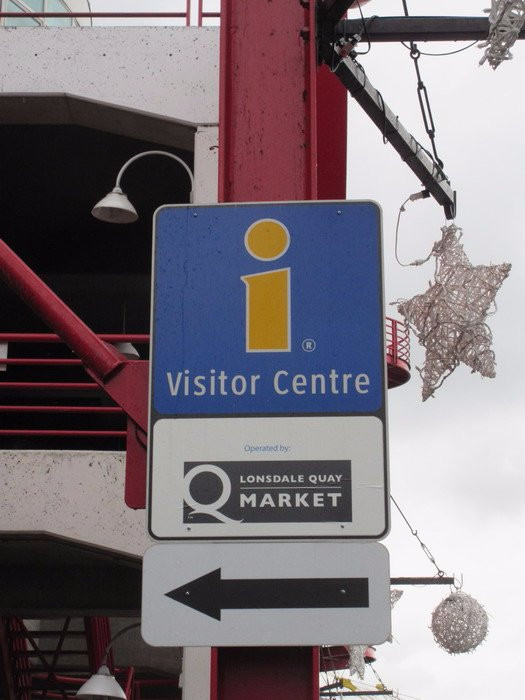 i®
Visitor Centre
Operated by:
Q LONSDALE QUAY
MARKET